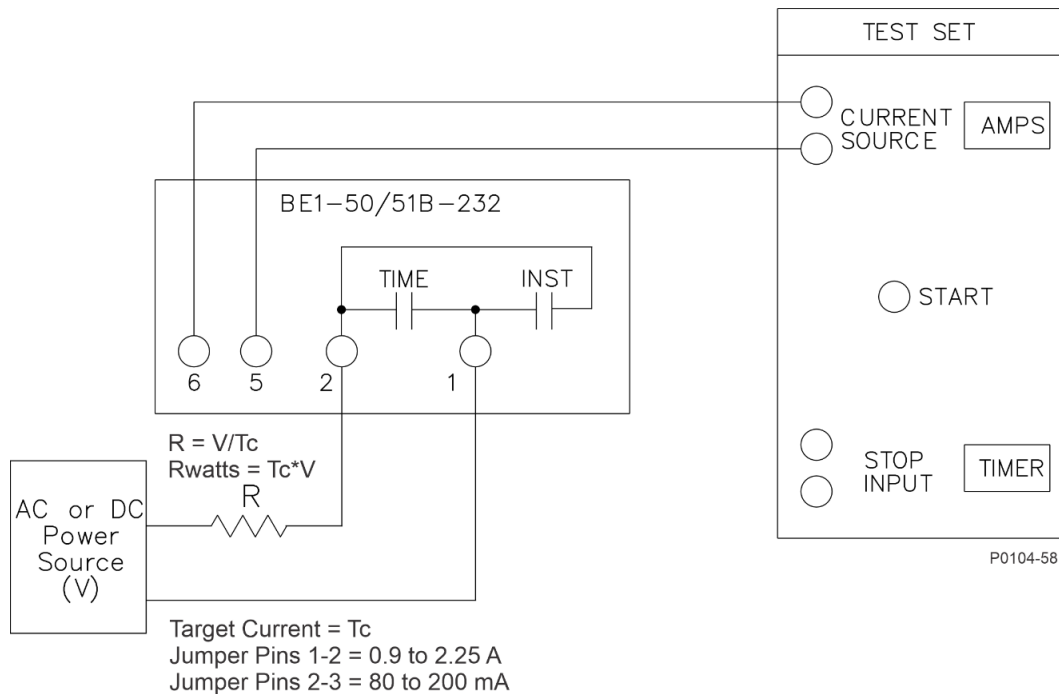 TEST SET
CURRENT
SOURCE
AMPS
BE1-50/51B-232
TIME
INST
START
6
5
2
1
R = V/Tc
Rwatts = Tc*V
R
STOP
INPUT
TIMER
AC or DC
Power
Source
(V)
P0104-58
Target Current = Tc
Jumper Pins 1-2 = 0.9 to 2.25 A
Jumper Pins 2-3 = 80 to 200 mA